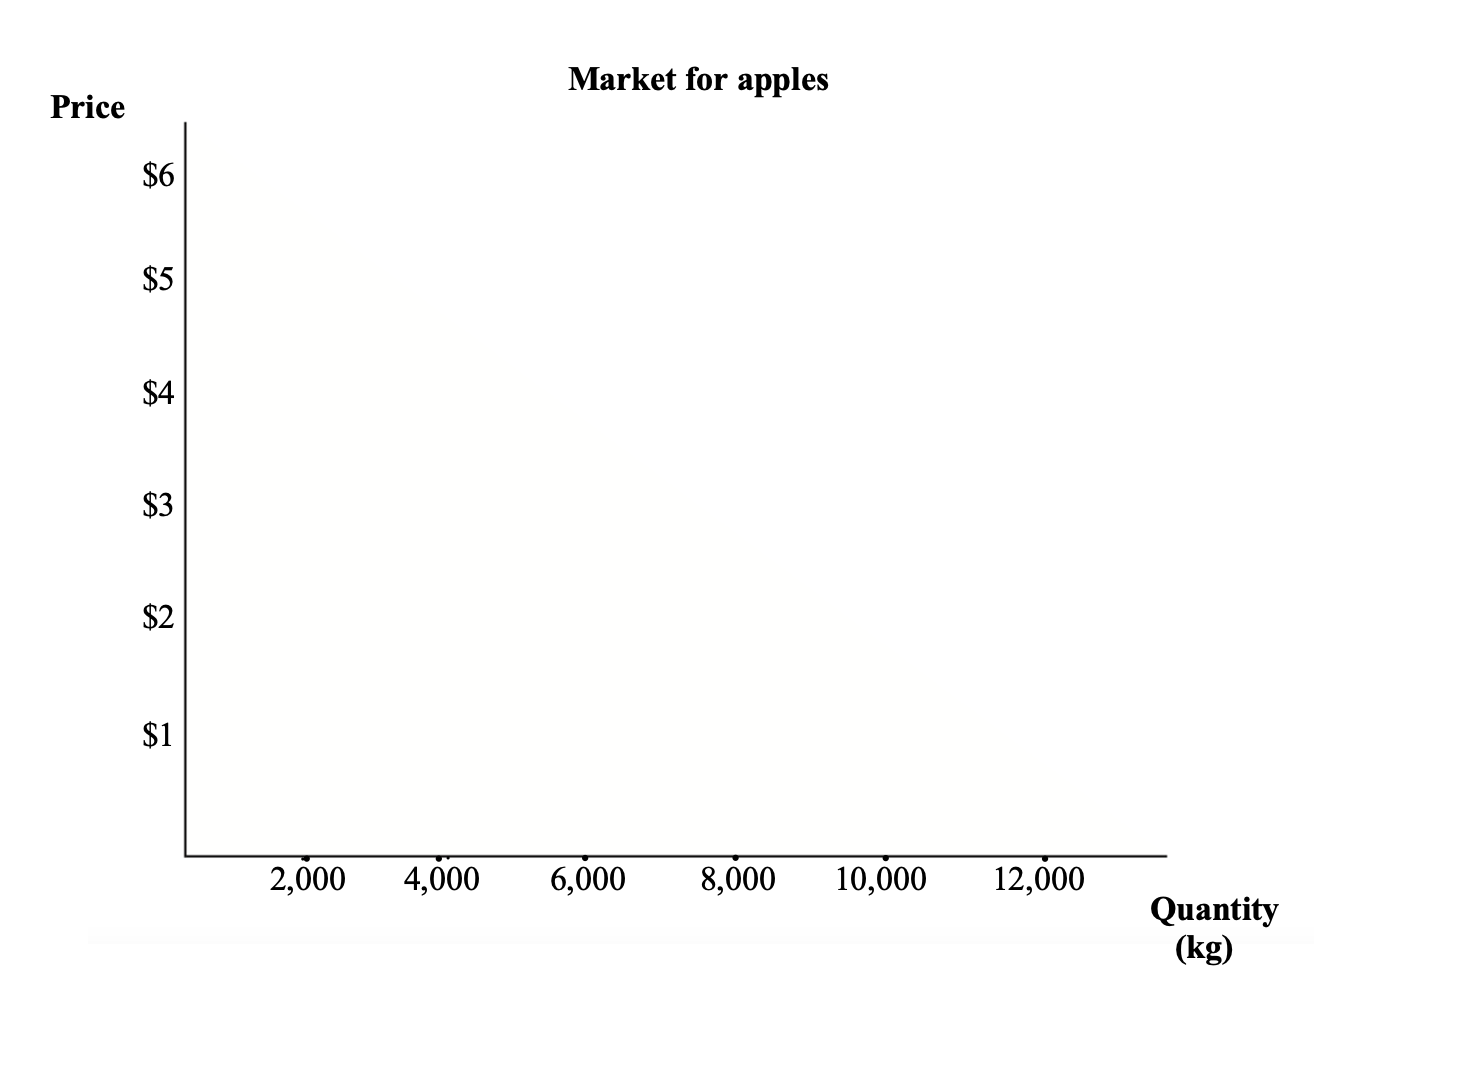 Market for apples
Price
$6
$5
$4
$3
$2
$1
2,000 4,000 6,000 8,000 10,000 12,000
Quantity
(kg)